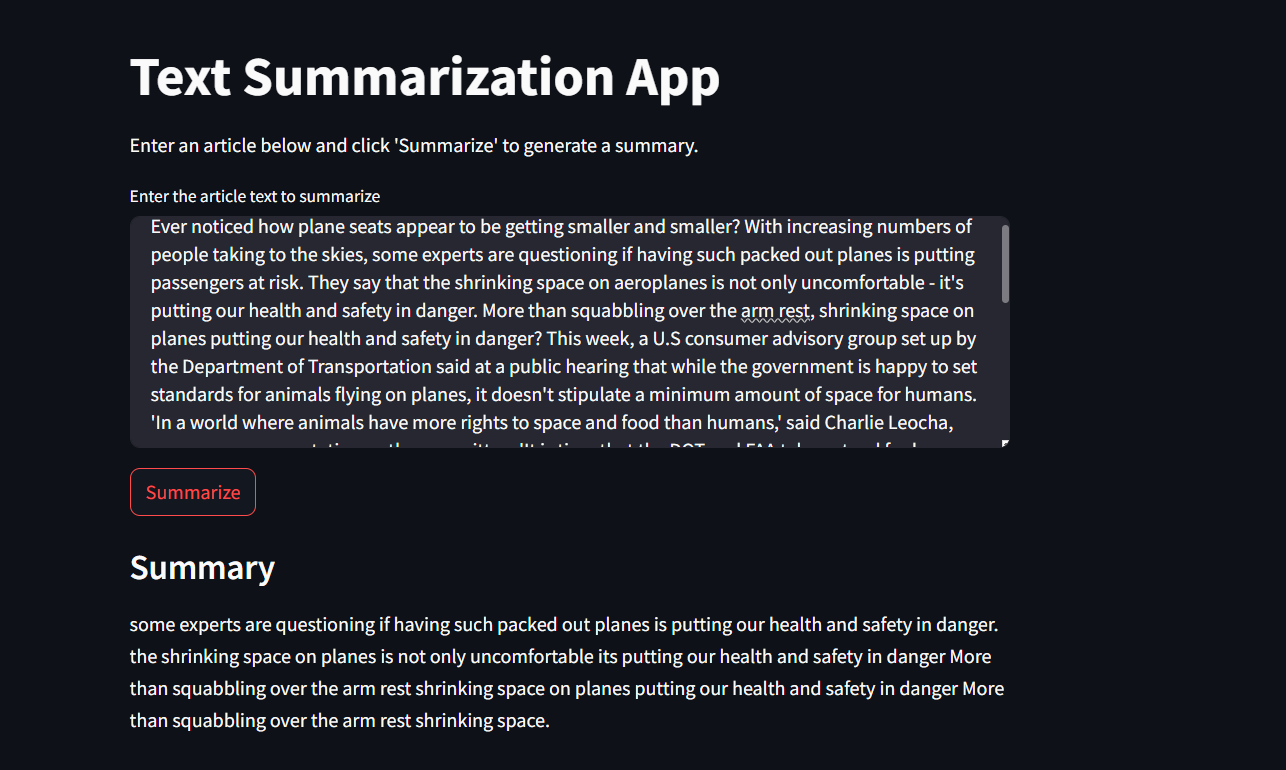 Text Summarization App
Enter an article below and click 'Summarize' to generate a summary.
Enter the article text to summarize
Ever noticed how plane seats appear to be getting smaller and smaller? With increasing numbers of
people taking to the skies, some experts are questioning if having such packed out planes is putting
passengers at risk. They say that the shrinking space on aeroplanes is not only uncomfortable - it's
putting our health and safety in danger. More than squabbling over the arm rest, shrinking space on
planes putting our health and safety in danger? This week, a U.S consumer advisory group set up by
the Department of Transportation said at a public hearing that while the government is happy to set
standards for animals flying on planes, it doesn't stipulate a minimum amount of space for humans.
'In a world where animals have more rights to space and food than humans,' said Charlie Leocha,
Summarize
Summary
some experts are questioning if having such packed out planes is putting our health and safety in danger.
the shrinking space on planes is not only uncomfortable its putting our health and safety in danger More
than squabbling over the arm rest shrinking space on planes putting our health and safety in danger More
than squabbling over the arm rest shrinking space.